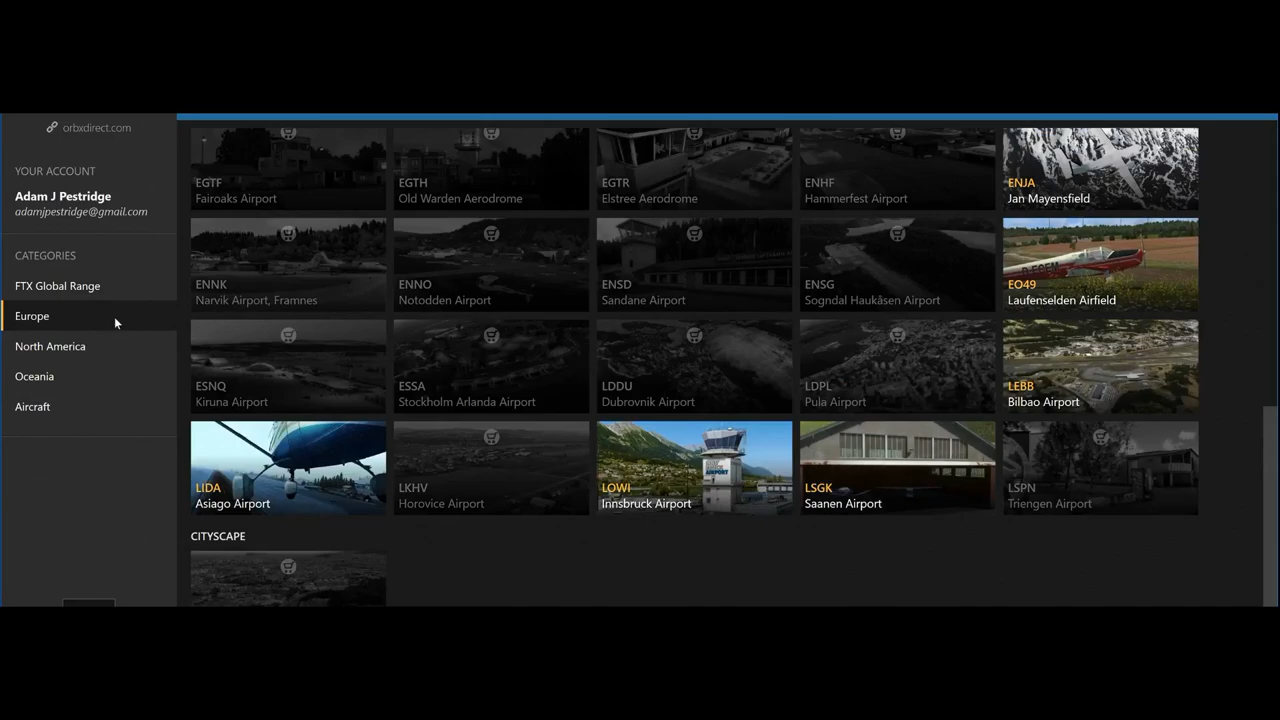 orbxdirect.com
YOUR ACCOUNT
Adam J Pestridge
adamjpestridge@gmail.com
CATEGORIES
FTX Global Range
Europe
North America
Oceania
Aircraft
EGTF
Fairoaks Airport
EGTH
Old Warden Aerodrome
EGTR
Elstree Aerodrome
ENHF
Hammerfest Airport
ENJA
Jan Mayensfield
ENNK
Narvik Airport, Framnes
ENNO
Notodden Airport
ENSD
Sandane Airport
ENSG
Sogndal Haukåsen Airport
EO49
Laufenselden Airfield
ESNQ
Kiruna Airport
ESSA
Stockholm Arlanda Airport
LDDU
Dubrovnik Airport
LDPL
Pula Airport
LEBB
Bilbao Airport
LIDA
Asiago Airport
LKHV
Horovice Airport
LOWI
Innsbruck Airport
LSGK
Saanen Airport
LSPN
Triengen Airport
CITYSCAPE